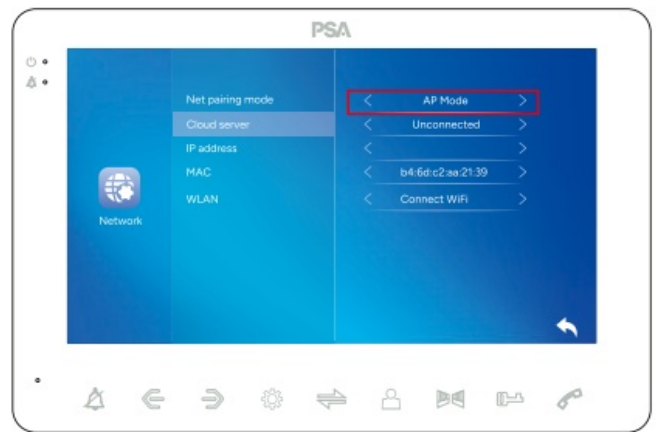 PSA
Net pairing mode < AP Mode >
Cloud server < Unconnected >
IP address < >
MAC < b4:6d:c2:aa:21:39 >
WLAN < Connect WiFi >
Network